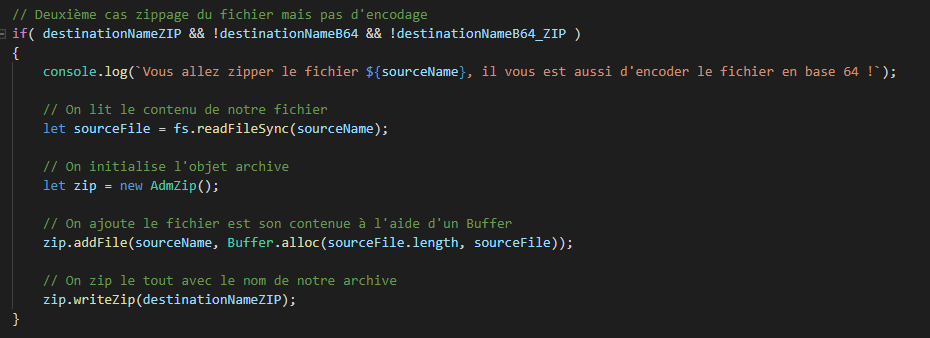 // Deuxième cas zippage du fichier mais pas d'encodage
if( destinationNameZIP && !destinationNameB64 && !destinationNameB64_ZIP )
{
console.log(`Vous allez zipper le fichier ${sourceName}, il vous est aussi d'encoder le fichier en base 64 !`);
// On lit le contenu de notre fichier
let sourceFile = fs.readFileSync(sourceName);
// On initialise l'objet archive
let zip = new AdmZip();
// On ajoute le fichier est son contenue à l'aide d'un Buffer
zip.addFile(sourceName, Buffer.alloc(sourceFile.length, sourceFile));
// On zip le tout avec le nom de notre archive
zip.writeZip(destinationNameZIP);
}